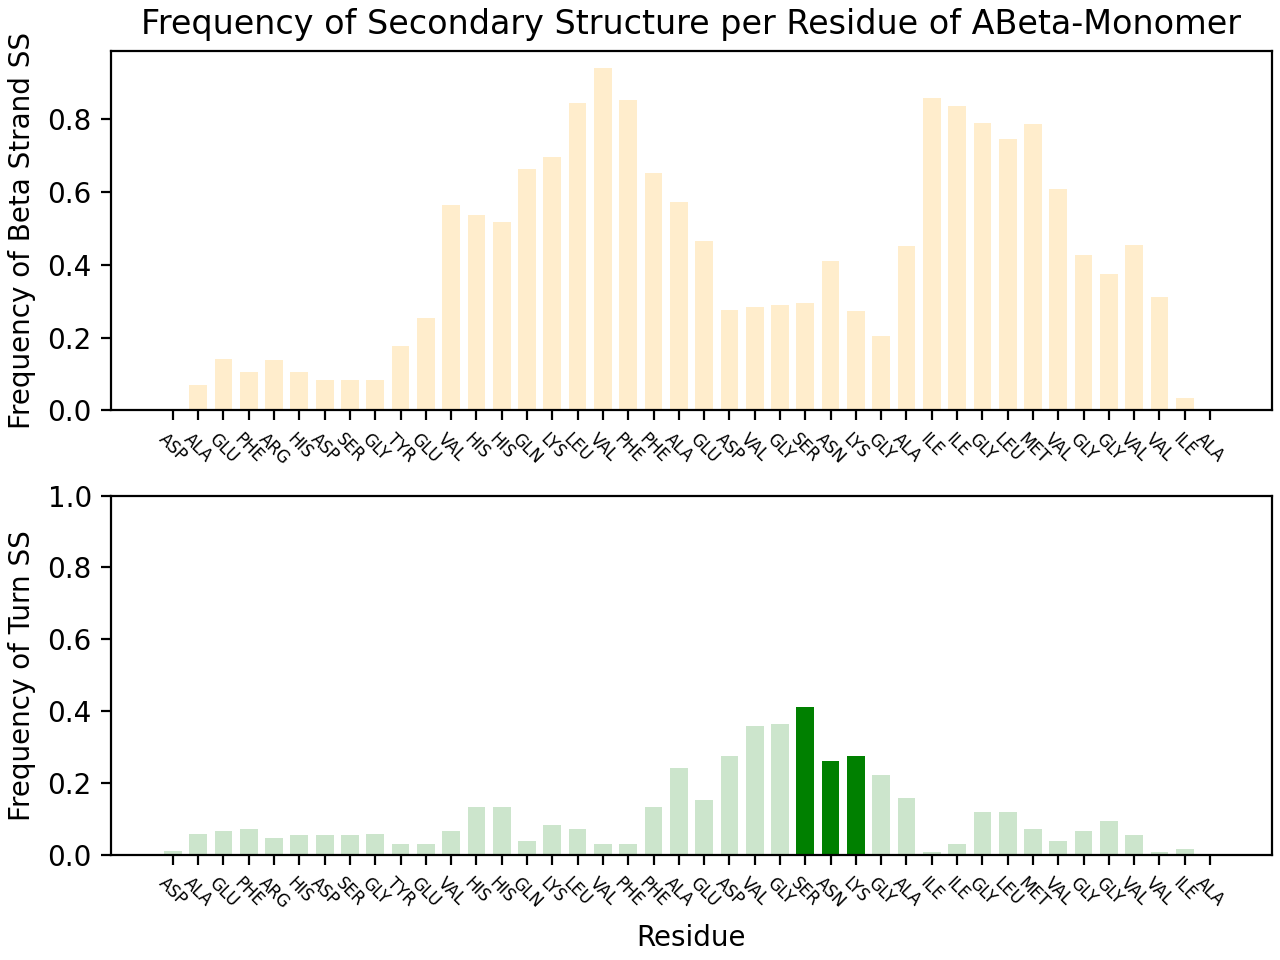 Frequency of Secondary Structure per Residue of ABeta-Monomer
Frequency of Beta Strand SS
0.8
0.6
0.4
0.2
0.0
ASP ALA GLU PHE ARG HIS ASP SER GLY TYR GLU VAL HIS HIS GLN LYS LEU VAL PHE PHE ALA GLU ASP VAL GLY SER ASN LYS GLY ALA ILE ILE GLY LEU MET VAL GLY GLY VAL VAL ILE ALA
Frequency of Turn SS
1.0
0.8
0.6
0.4
0.2
0.0
ASP ALA GLU PHE ARG HIS ASP SER GLY TYR GLU VAL HIS HIS GLN LYS LEU VAL PHE PHE ALA GLU ASP VAL GLY SER ASN LYS GLY ALA ILE ILE GLY LEU MET VAL GLY GLY VAL VAL ILE ALA
Residue